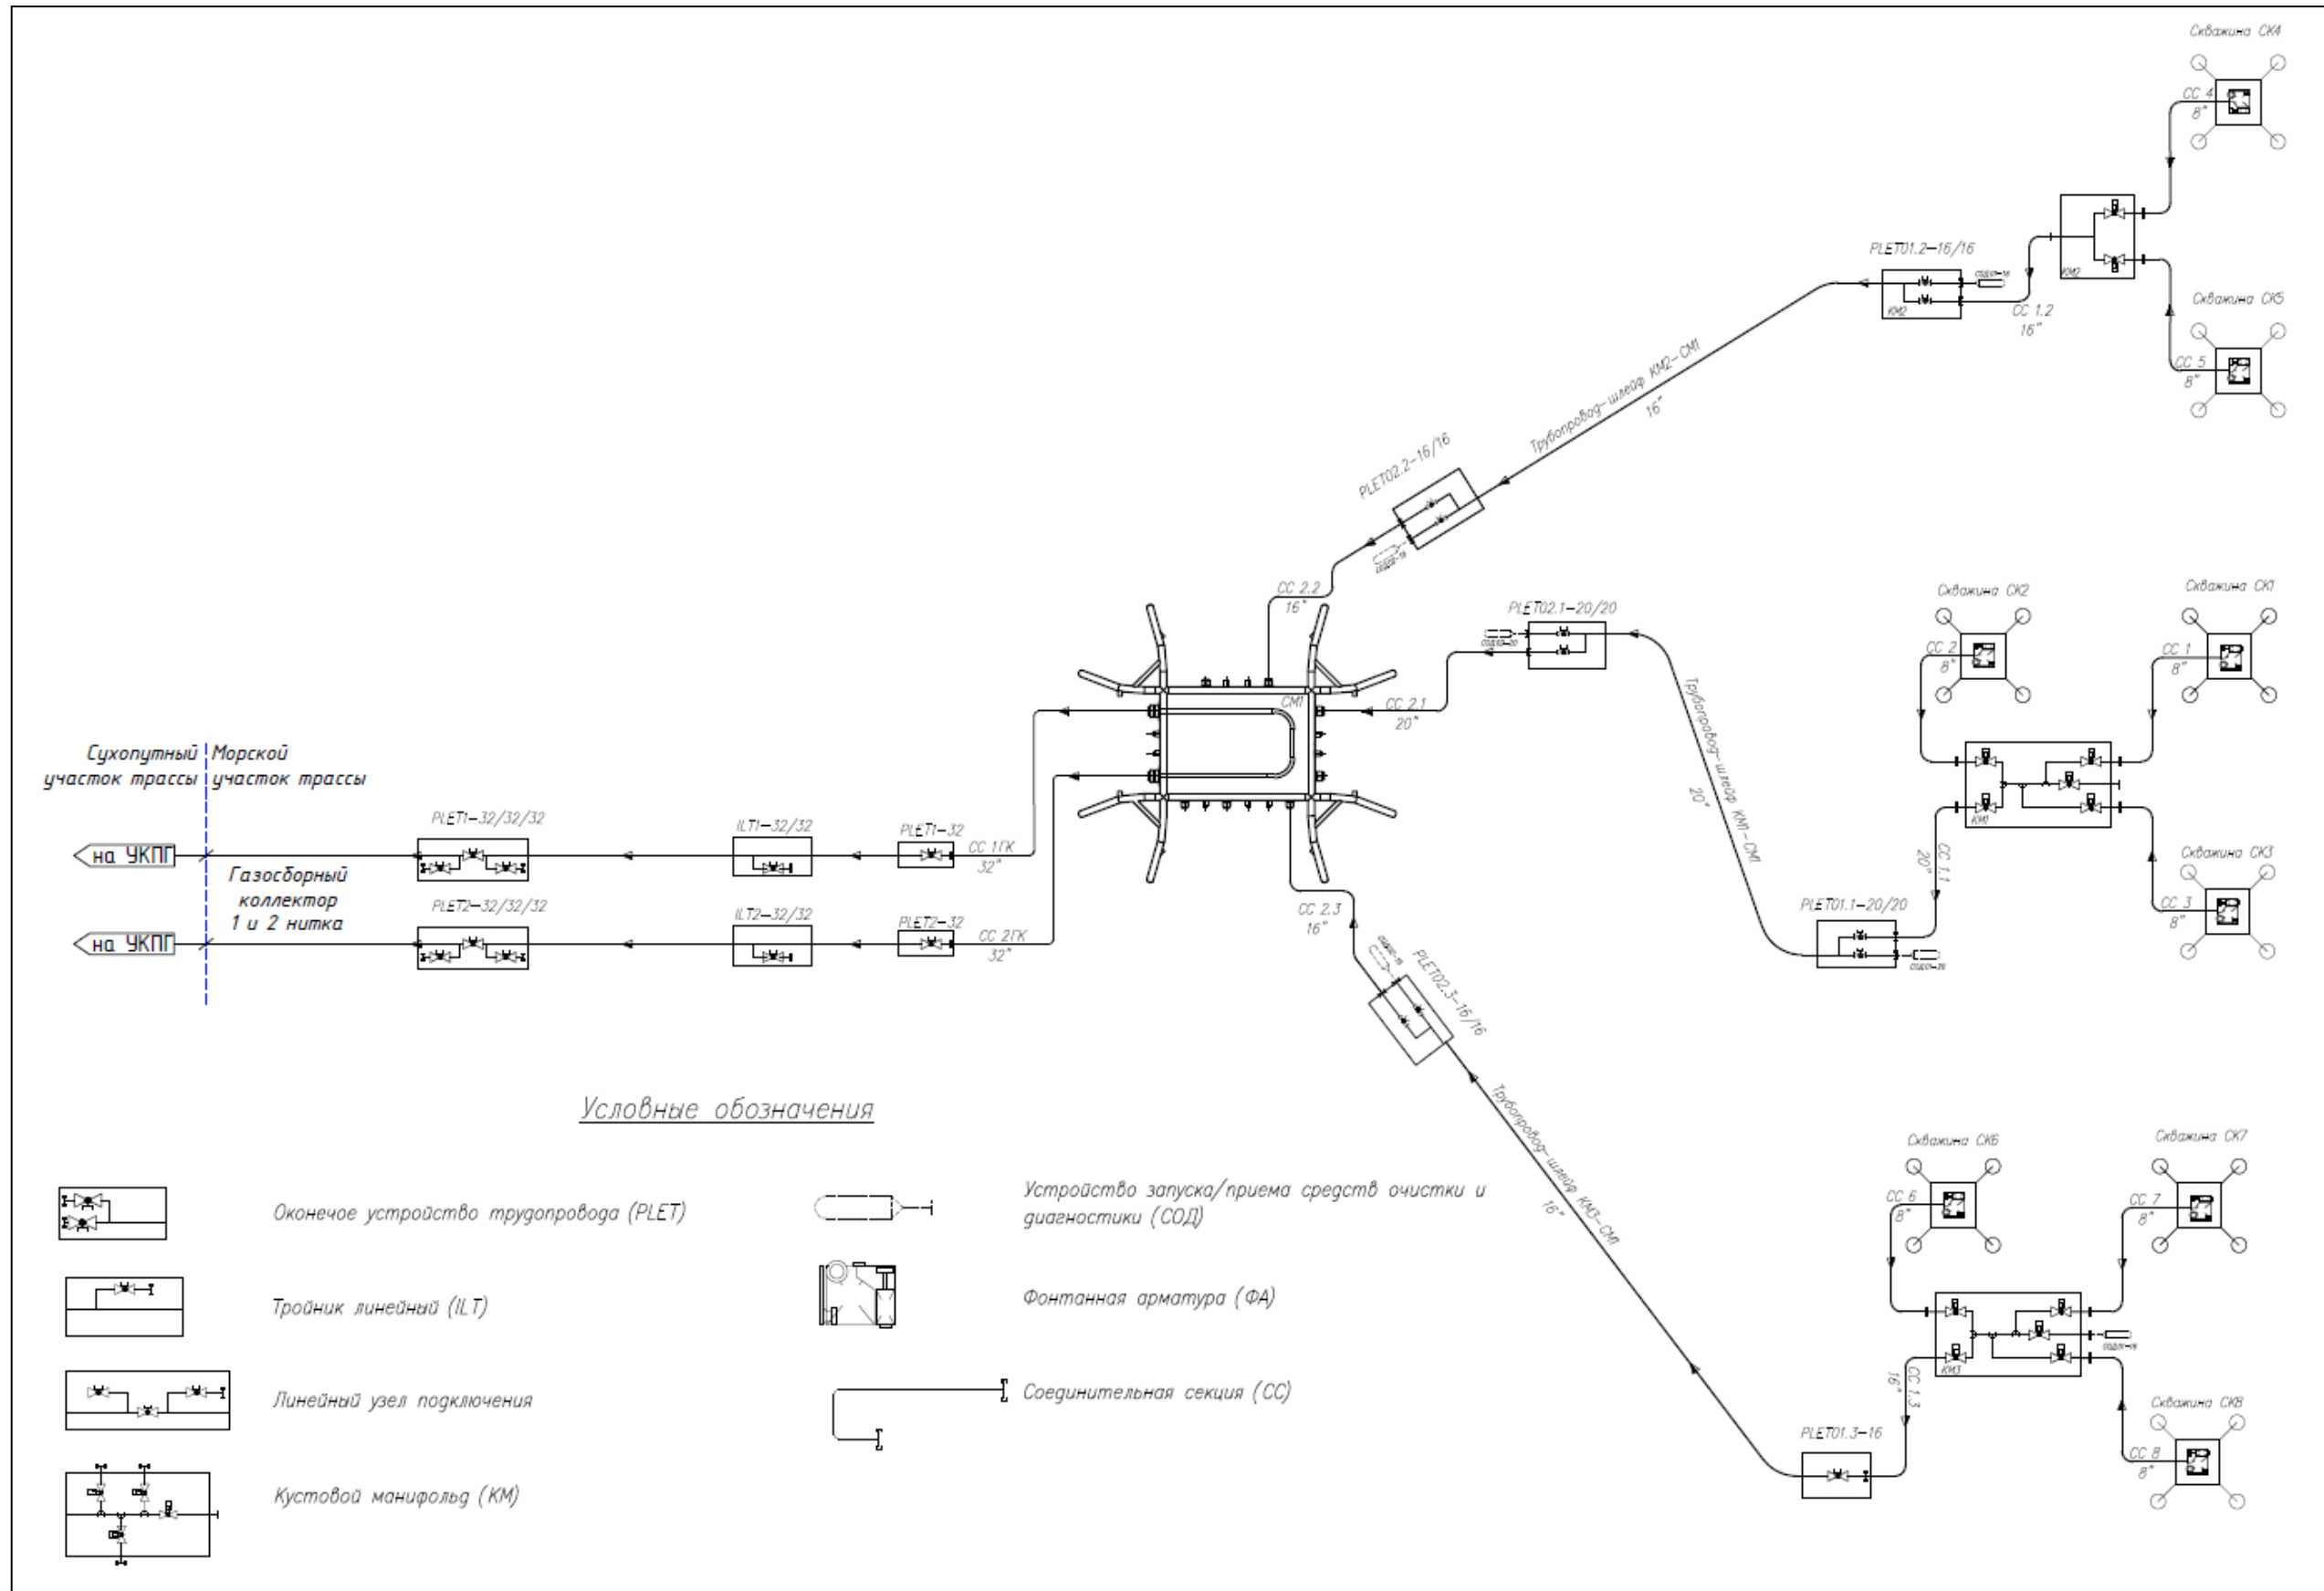 Скважина СК4
СС 4
8"
КМ2
PLET01.2-16/16
КМ2
СС 1.2
16"
Скважина СК5
СС 5
8"
Трубопровод-шлейф КМ2-СМ1
16"
PLET02.2-16/16
СС 2.2
16"
PLET02.1-20/20
СС 2.1
20"
СМ1
Скважина СК2
СС 2
8"
Скважина СК1
СС 1
8"
Трубопровод-шлейф КМ1-СМ1
20"
КМ1
СС 1.1
20"
Скважина СК3
СС 3
8"
PLET01.1-20/20
Сухопутный
участок трассы
Морской
участок трассы
PLET1-32/32/32
ILT1-32/32
PLET1-32
СС 1ГК
32"
на УКПГ
Газосборный
коллектор
1 и 2 нитка
PLET2-32/32/32
ILT2-32/32
PLET2-32
СС 2ГК
32"
на УКПГ
СС 2.3
16"
PLET02.3-16/16
Трубопровод-шлейф КМ3-СМ1
16"
Скважина СК6
СС 6
8"
Скважина СК7
СС 7
8"
КМ3
СС 1.3
16"
Скважина СК8
СС 8
8"
PLET01.3-16
Условные обозначения
Оконечое устройство трудопровода (PLET)
Тройник линейный (ILT)
Линейный узел подключения
Кустовой манифольд (КМ)
Устройство запуска/приема средств очистки и
диагностики (СОД)
Фонтанная арматура (ФА)
Соединительная секция (СС)